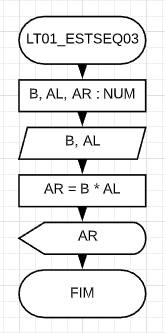 LT01_ESTSEQ03
B, AL, AR : NUM
B, AL
AR = B * AL
AR
FIM